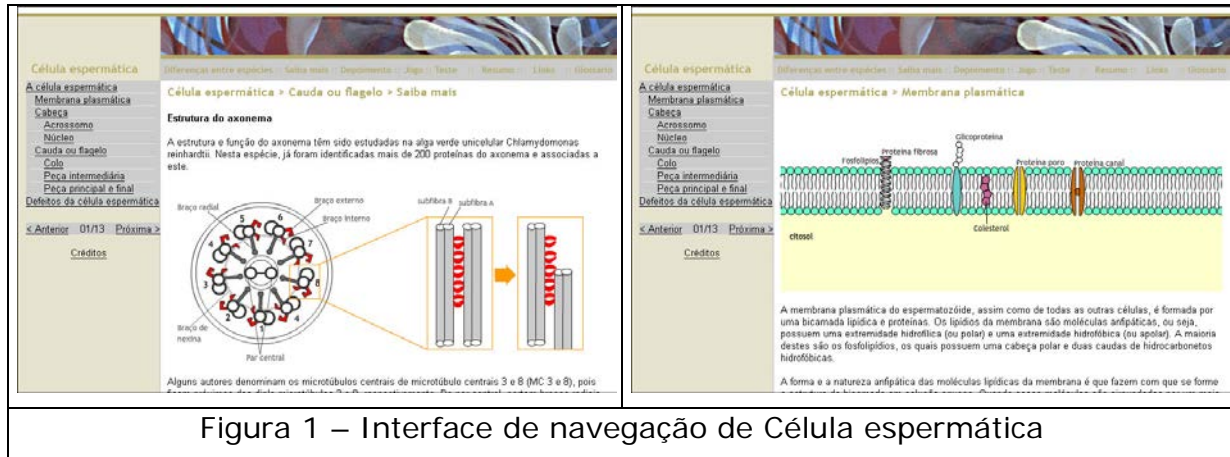 Célula espermática
Diferenças entre espécies :: Saiba mais :: Depoimento :: Jogo :: Teste :: Resumo :: Links :: Glossário
A célula espermática
Membrana plasmática
Cabeça
Acrossomo
Núcleo
Cauda ou flagelo
Colo
Peça intermediária
Peça principal e final
Defeitos da célula espermática
< Anterior 01/13 Próxima >
Créditos
Célula espermática > Cauda ou flagelo > Saiba mais
Estrutura do axonema
A estrutura e função do axonema têm sido estudadas na alga verde unicelular Chlamydomonas
reinhardtii. Nesta espécie, já foram identificadas mais de 200 proteínas do axonema e associadas a
este.
Braço radial
Braço externo
Braço interno
5
6
4
7
3
8
2
1
4
Braço de
nexina
Par central
subfibra B
subfibra A
Alguns autores denominam os microtúbulos centrais de microtúbulo centrais 3 e 8 (MC 3 e 8), pois
Célula espermática
Diferenças entre espécies :: Saiba mais :: Depoimento :: Jogo :: Teste :: Resumo :: Links :: Glossário
A célula espermática
Membrana plasmática
Cabeça
Acrossomo
Núcleo
Cauda ou flagelo
Colo
Peça intermediária
Peça principal e final
Defeitos da célula espermática
< Anterior 01/13 Próxima >
Créditos
Célula espermática > Membrana plasmática
Glicoproteína
Proteína fibrosa
Fosfolípios
Proteína poro
Proteína canal
Colesterol
citosol
A membrana plasmática do espermatozóide, assim como de todas as outras células, é formada por
uma bicamada lipídica e proteínas. Os lipídios da membrana são moléculas anfipáticas, ou seja,
possuem uma extremidade hidrofílica (ou polar) e uma extremidade hidrofóbica (ou apolar). A maioria
destes são os fosfolipídios, os quais possuem uma cabeça polar e duas caudas de hidrocarbonetos
hidrofóbicas.
A forma e a natureza anfipática das moléculas lipídicas da membrana é que fazem com que se forme
Figura 1 – Interface de navegação de Célula espermática